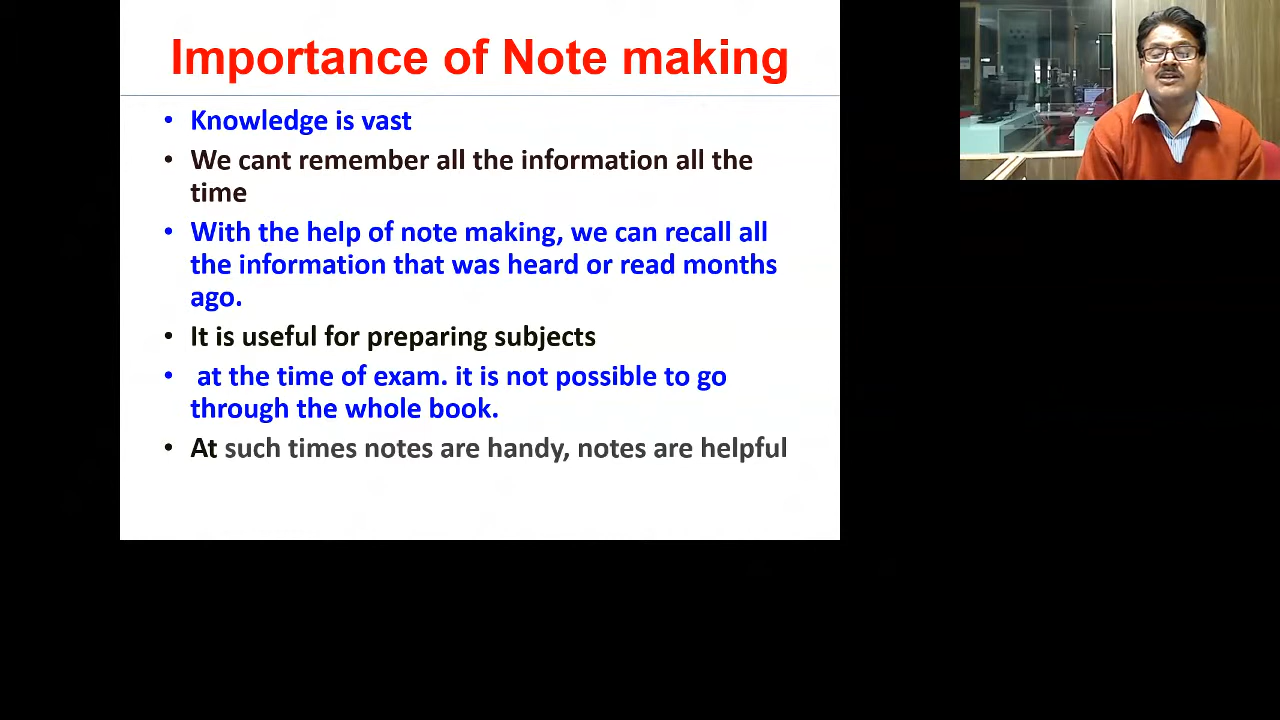 Importance of Note making
• Knowledge is vast
• We cant remember all the information all the
time
• With the help of note making, we can recall all
the information that was heard or read months
ago.
• It is useful for preparing subjects
• at the time of exam. it is not possible to go
through the whole book.
• At such times notes are handy, notes are helpful